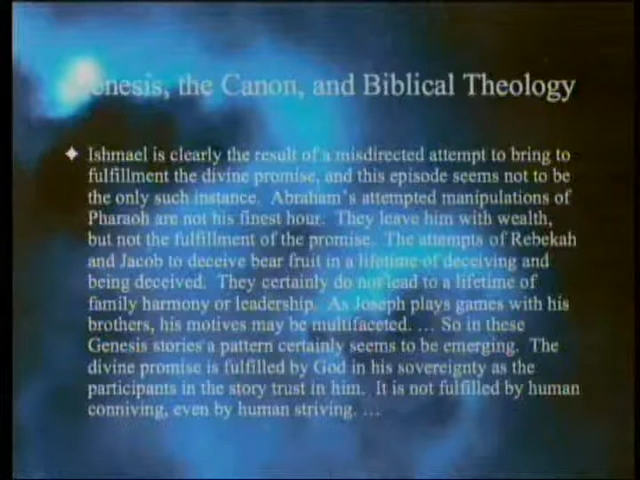 Genesis, the Canon, and Biblical Theology
Ishmael is clearly the result of a misdirected attempt to bring to
fulfillment the divine promise, and this episode seems not to be
the only such instance. Abraham's attempted manipulations of
Pharaoh are not his finest hour. They leave him with wealth,
but not the fulfillment of the promise. The attempts of Rebekah
and Jacob to deceive bear fruit in a lifetime of deceiving and
being deceived. They certainly do not lead to a lifetime of
family harmony or leadership. As Joseph plays games with his
brothers, his motives may be multifaceted. … So in these
Genesis stories a pattern certainly seems to be emerging. The
divine promise is fulfilled by God in his sovereignty as the
participants in the story trust in him. It is not fulfilled by human
conniving, even by human striving. …